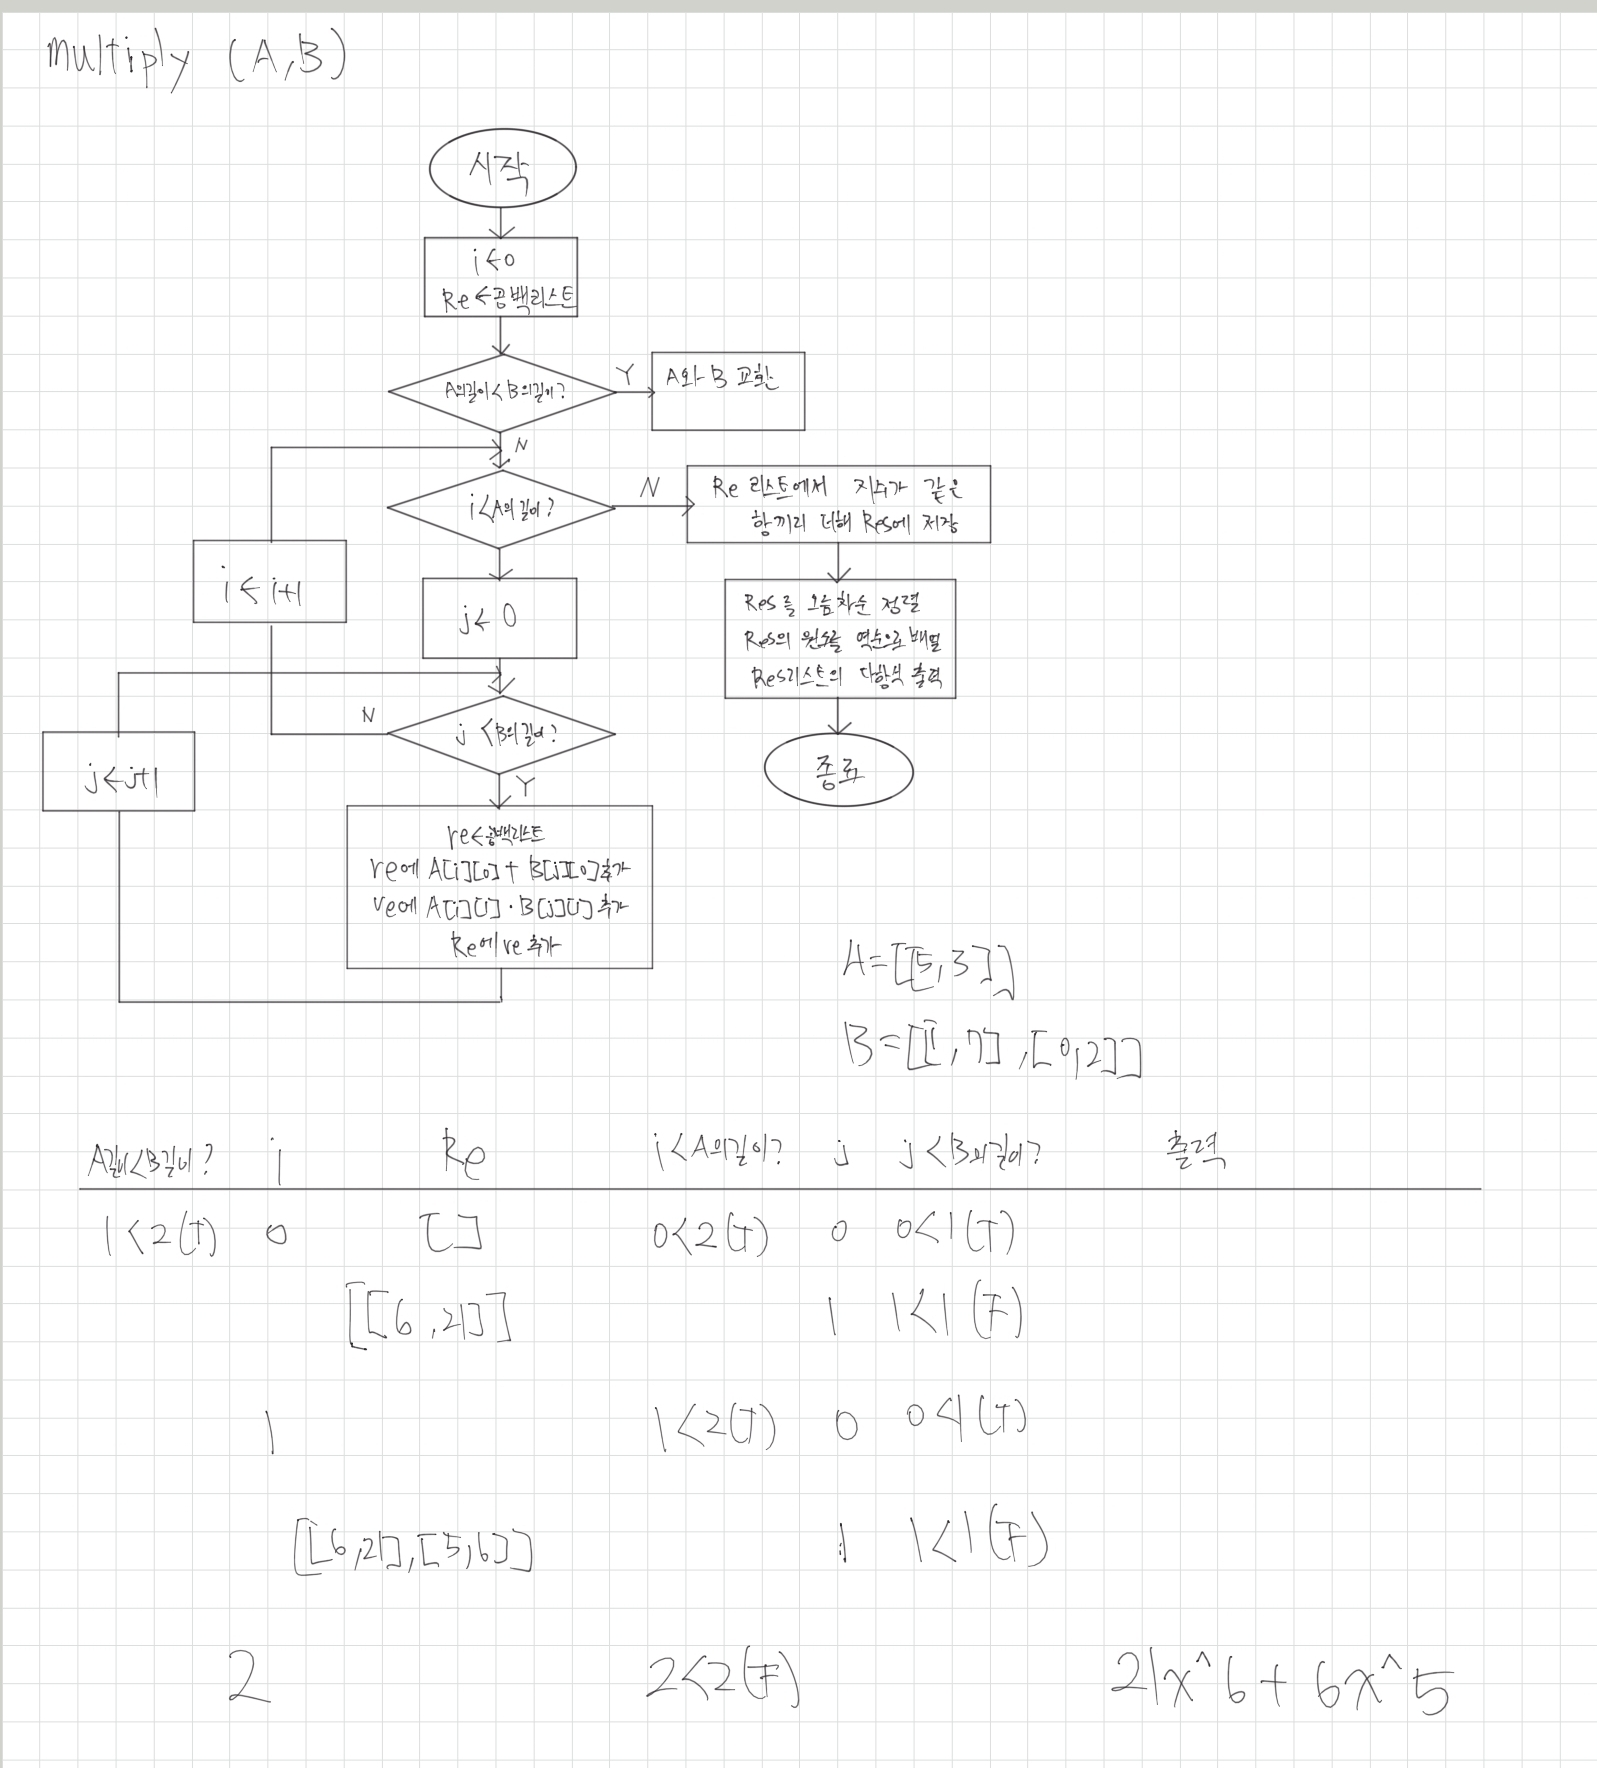 multiply (A,B)
시작
i←0
Re←공백리스트
A의길이<B의길이?
Y
A와 B 교환
N
i<A의 길이?
N
Re 리스트에서 지수가 같은
항끼리 더해 Res에 저장
i←i+1
j←0
Res를 오름차순 정렬
Res의 원소를 역순으로 배열
Res리스트의 다항식 출력
N
j<B의 길이?
종료
j←j+1
Y
re←공백리스트
re에 A[i][0]+B[j][0]추가
re에 A[i][1]·B[j][1]추가
Re에 re 추가
A=[[5,3]]
B=[[1,7],[0,2]]
A길이<B길이? i Re i<A의길이? j j<B의길이? 출력
1<2(T) 0 [] 0<2(T) 0 0<1(T)
[[6,21]] 1 1<1(F)
1 1<2(T) 0 0<1(T)
[[6,21],[5,6]] 1 1<1(F)
2 2<2(F) 21x^6+6x^5